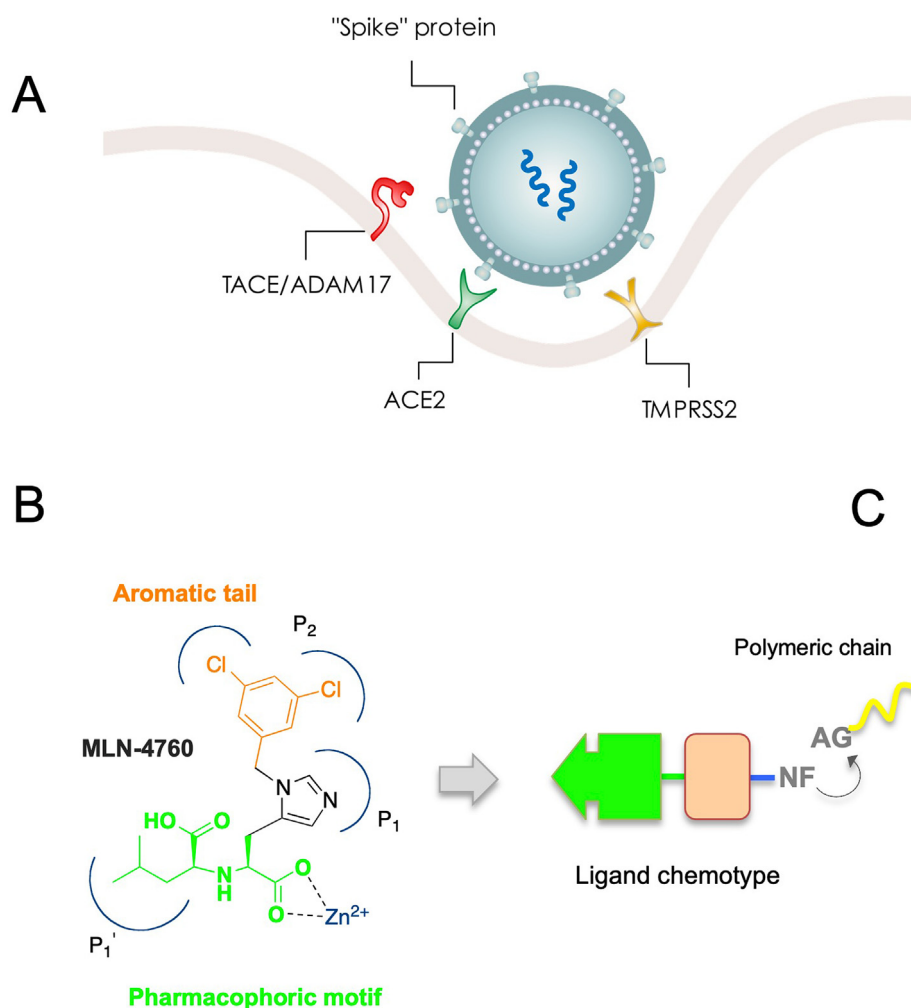 "Spike" protein
A
TACE/ADAM17
ACE2
TMPRSS2
B
C
Aromatic tail
P2
Cl
Cl
Polymeric chain
MLN-4760
AG
NF
N
N
P1
HO
O
Ligand chemotype
N
H
O
O
Zn2+
P1'
Pharmacophoric motif